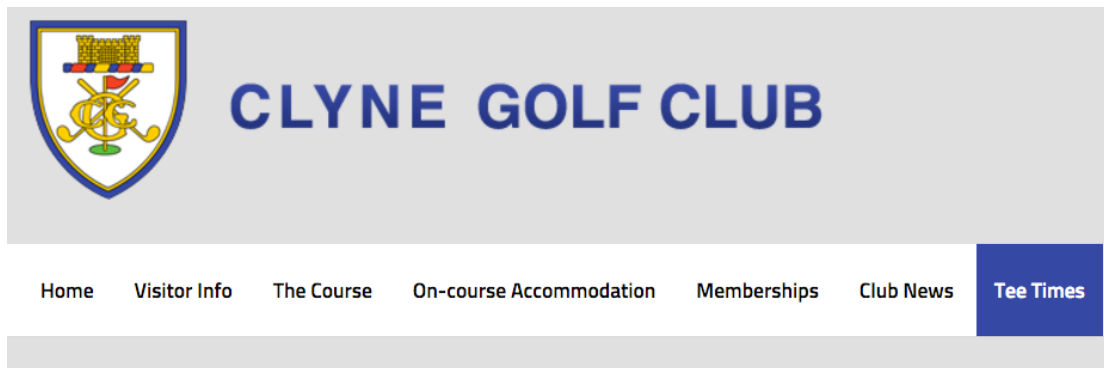 CLYNE GOLF CLUB
Home Visitor Info The Course On-course Accommodation Memberships Club News Tee Times